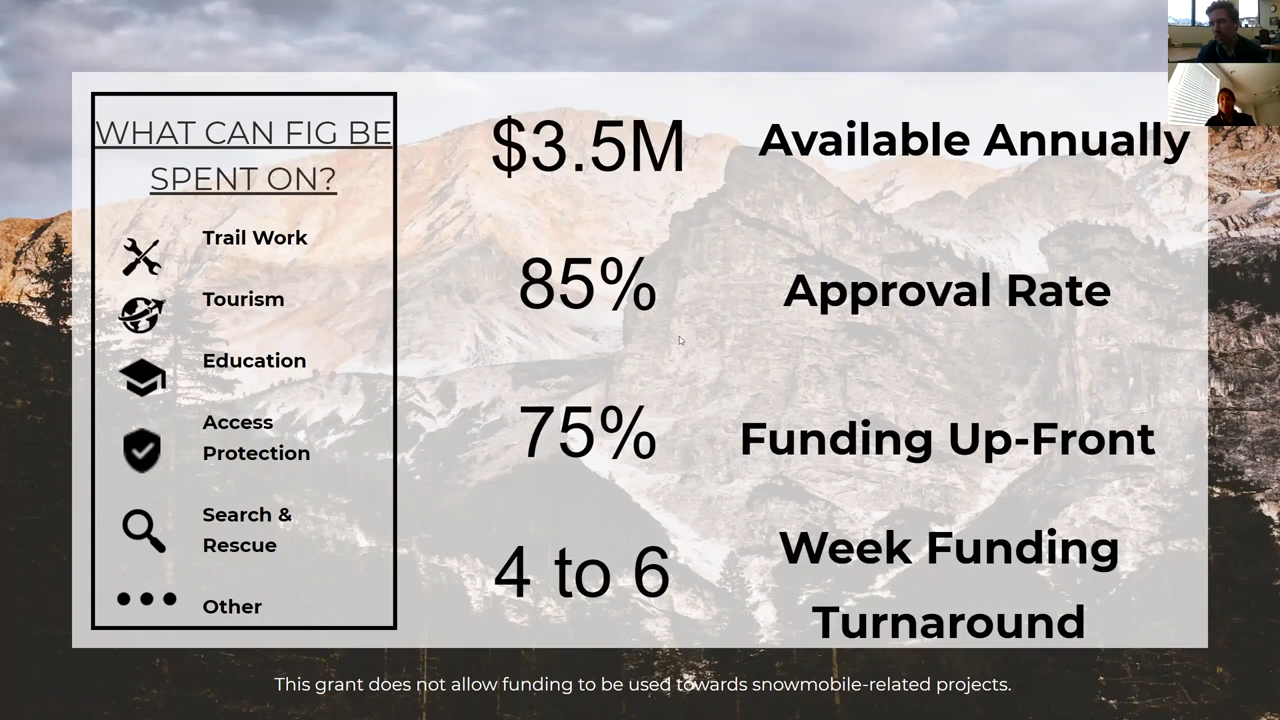 WHAT CAN FIG BE
SPENT ON?
Trail Work
Tourism
Education
Access
Protection
Search &
Rescue
Other
$3.5M Available Annually
85% Approval Rate
75% Funding Up-Front
4 to 6 Week Funding
Turnaround
This grant does not allow funding to be used towards snowmobile-related projects.